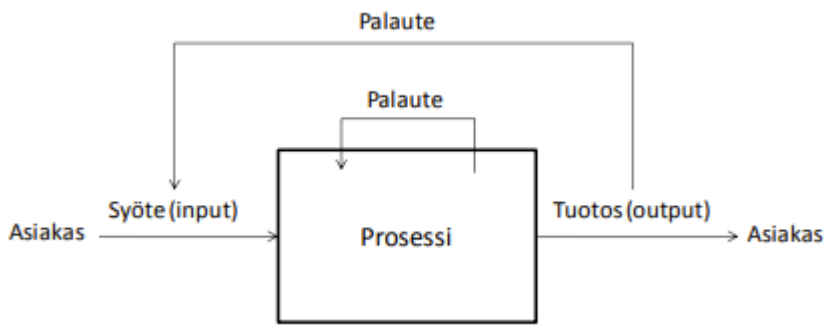 Palaute
Palaute
Syöte (input)
Tuotos (output)
Asiakas
Prosessi
Asiakas